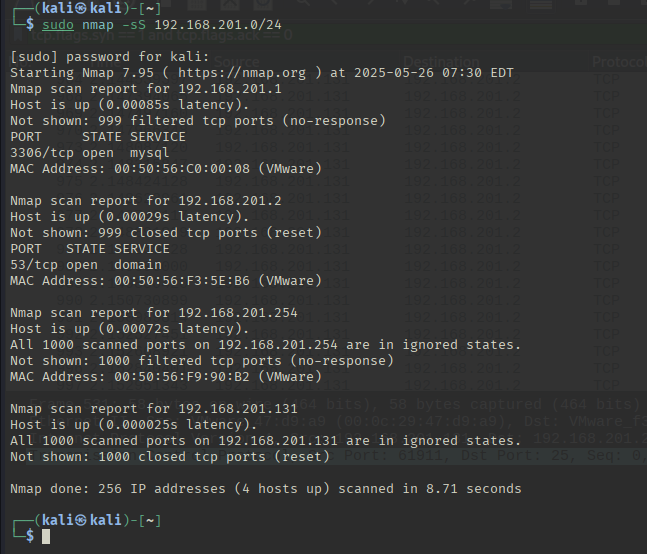 ┌──(kali㉿kali)-[~]
└─$ sudo nmap -sS 192.168.201.0/24
[sudo] password for kali:
Starting Nmap 7.95 ( https://nmap.org ) at 2025-05-26 07:30 EDT
Nmap scan report for 192.168.201.1
Host is up (0.00085s latency).
Not shown: 999 filtered tcp ports (no-response)
PORT     STATE SERVICE
3306/tcp open  mysql
MAC Address: 00:50:56:C0:00:08 (VMware)
Nmap scan report for 192.168.201.2
Host is up (0.00029s latency).
Not shown: 999 closed tcp ports (reset)
PORT   STATE SERVICE
53/tcp open  domain
MAC Address: 00:50:56:F3:5E:B6 (VMware)
Nmap scan report for 192.168.201.254
Host is up (0.00072s latency).
All 1000 scanned ports on 192.168.201.254 are in ignored states.
Not shown: 1000 filtered tcp ports (no-response)
MAC Address: 00:50:56:F9:90:B2 (VMware)
Nmap scan report for 192.168.201.131
Host is up (0.000025s latency).
All 1000 scanned ports on 192.168.201.131 are in ignored states.
Not shown: 1000 closed tcp ports (reset)
Nmap done: 256 IP addresses (4 hosts up) scanned in 8.71 seconds
┌──(kali㉿kali)-[~]
└─$